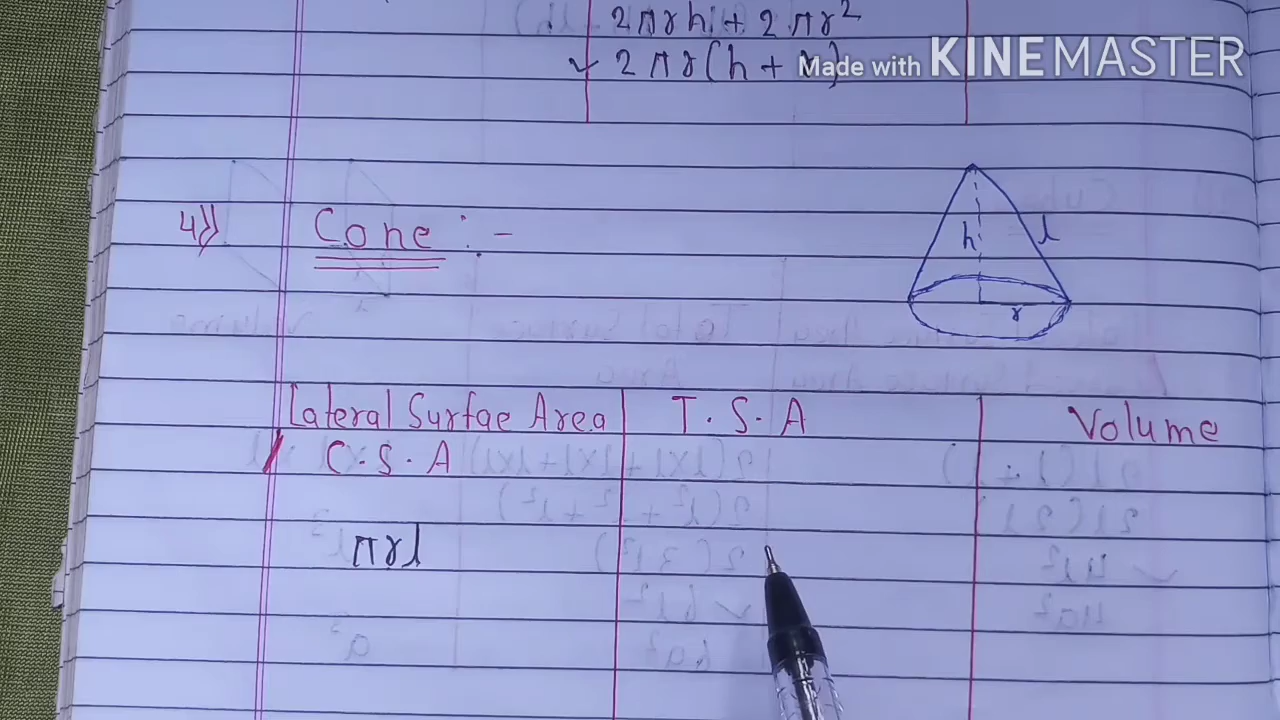 2πrh + 2πr²
✓ 2πr(h + r)
Made with KINEMASTER
4) Cone :-
h l
r
Lateral Surfae Area T.S.A Volume
C.S.A
πrl